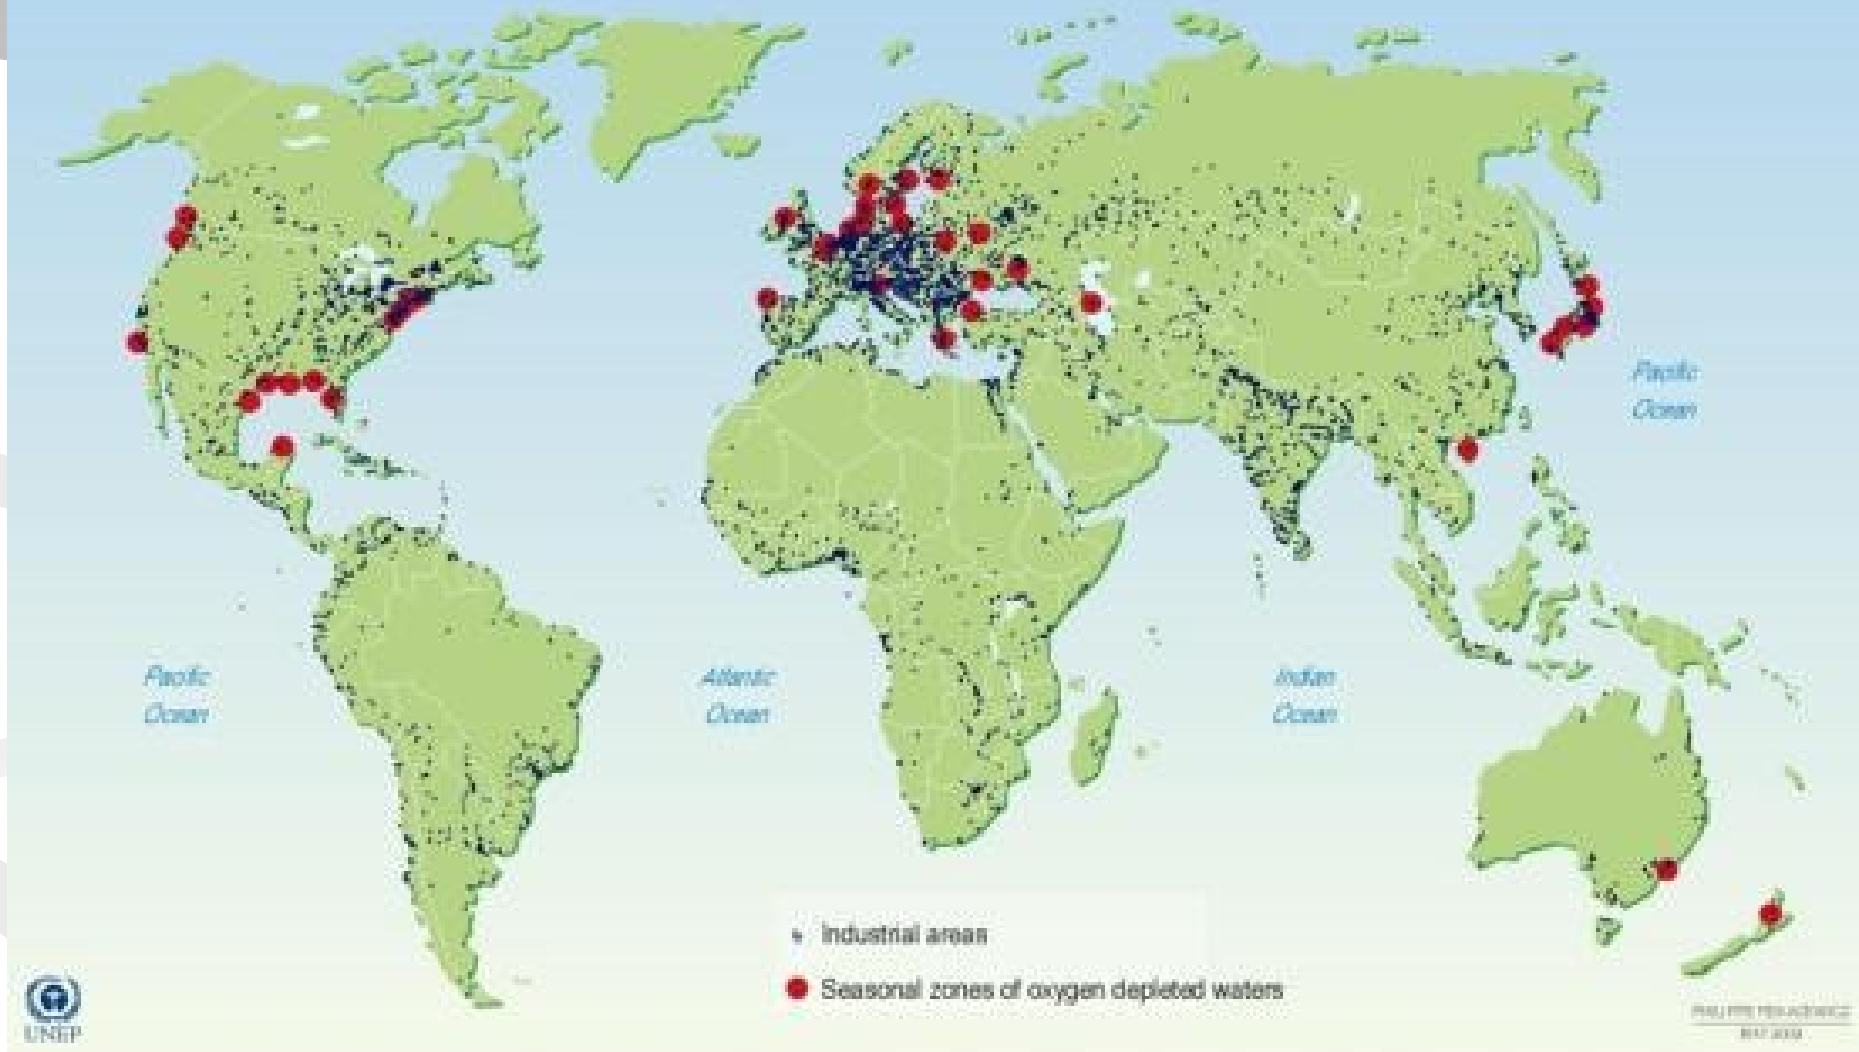 Pacific
Ocean
Pacific
Ocean
Atlantic
Ocean
Indian
Ocean
Industrial areas
Seasonal zones of oxygen depleted waters
UNEP